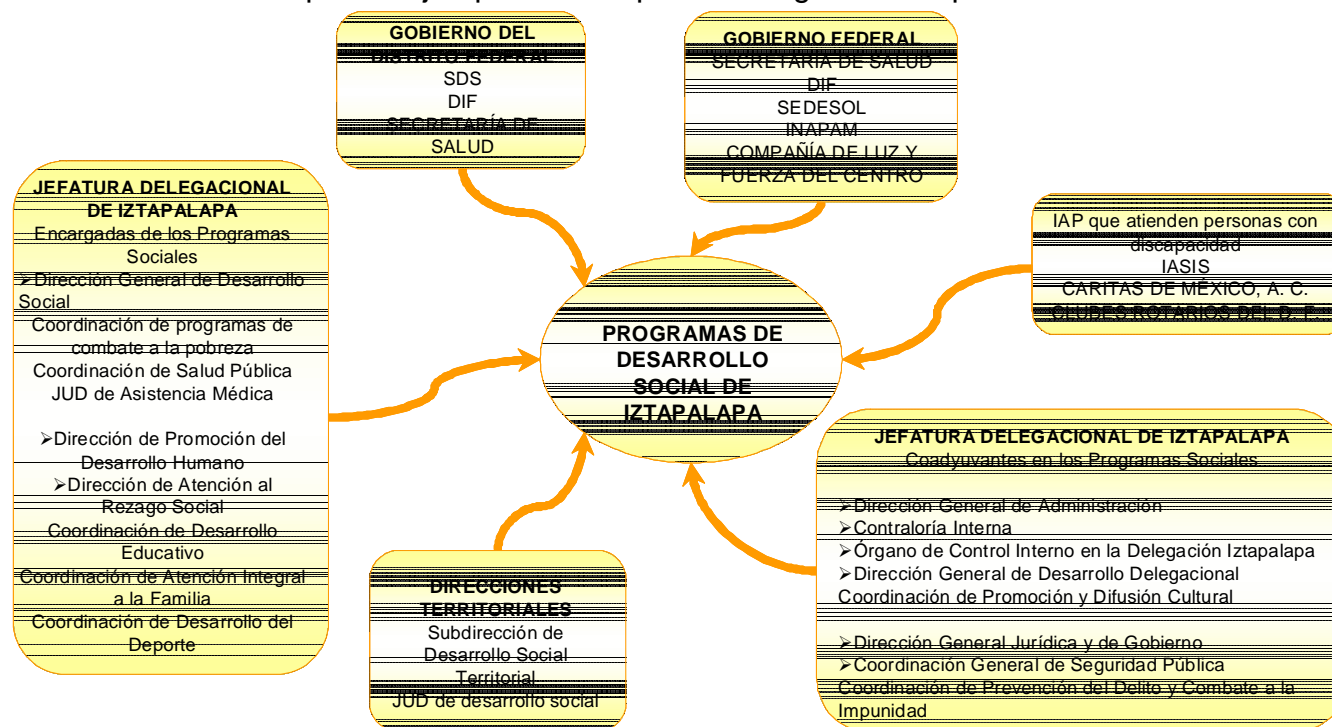 GOBIERNO DEL
DISTRITO FEDERAL
SDS
DIF
SECRETARÍA DE
SALUD
GOBIERNO FEDERAL
SECRETARÍA DE SALUD
DIF
SEDESOL
INAPAM
COMPAÑÍA DE LUZ Y
FUERZA DEL CENTRO
JEFATURA DELEGACIONAL
DE IZTAPALAPA
Encargadas de los Programas
Sociales
➢Dirección General de Desarrollo
Social
Coordinación de programas de
combate a la pobreza
Coordinación de Salud Pública
JUD de Asistencia Médica
➢Dirección de Promoción del
Desarrollo Humano
➢Dirección de Atención al
Rezago Social
Coordinación de Desarrollo
Educativo
Coordinación de Atención Integral
a la Familia
Coordinación de Desarrollo del
Deporte
IAP que atienden personas con
discapacidad
IASIS
CARITAS DE MÉXICO, A. C.
CLUBES ROTARIOS DEL D. F.
PROGRAMAS DE
DESARROLLO
SOCIAL DE
IZTAPALAPA
DIRECCIONES
TERRITORIALES
Subdirección de
Desarrollo Social
Territorial
JUD de desarrollo social
JEFATURA DELEGACIONAL DE IZTAPALAPA
Coadyuvantes en los Programas Sociales
➢Dirección General de Administración
➢Contraloría Interna
➢Órgano de Control Interno en la Delegación Iztapalapa
➢Dirección General de Desarrollo Delegacional
Coordinación de Promoción y Difusión Cultural
➢Dirección General Jurídica y de Gobierno
➢Coordinación General de Seguridad Pública
Coordinación de Prevención del Delito y Combate a la
Impunidad